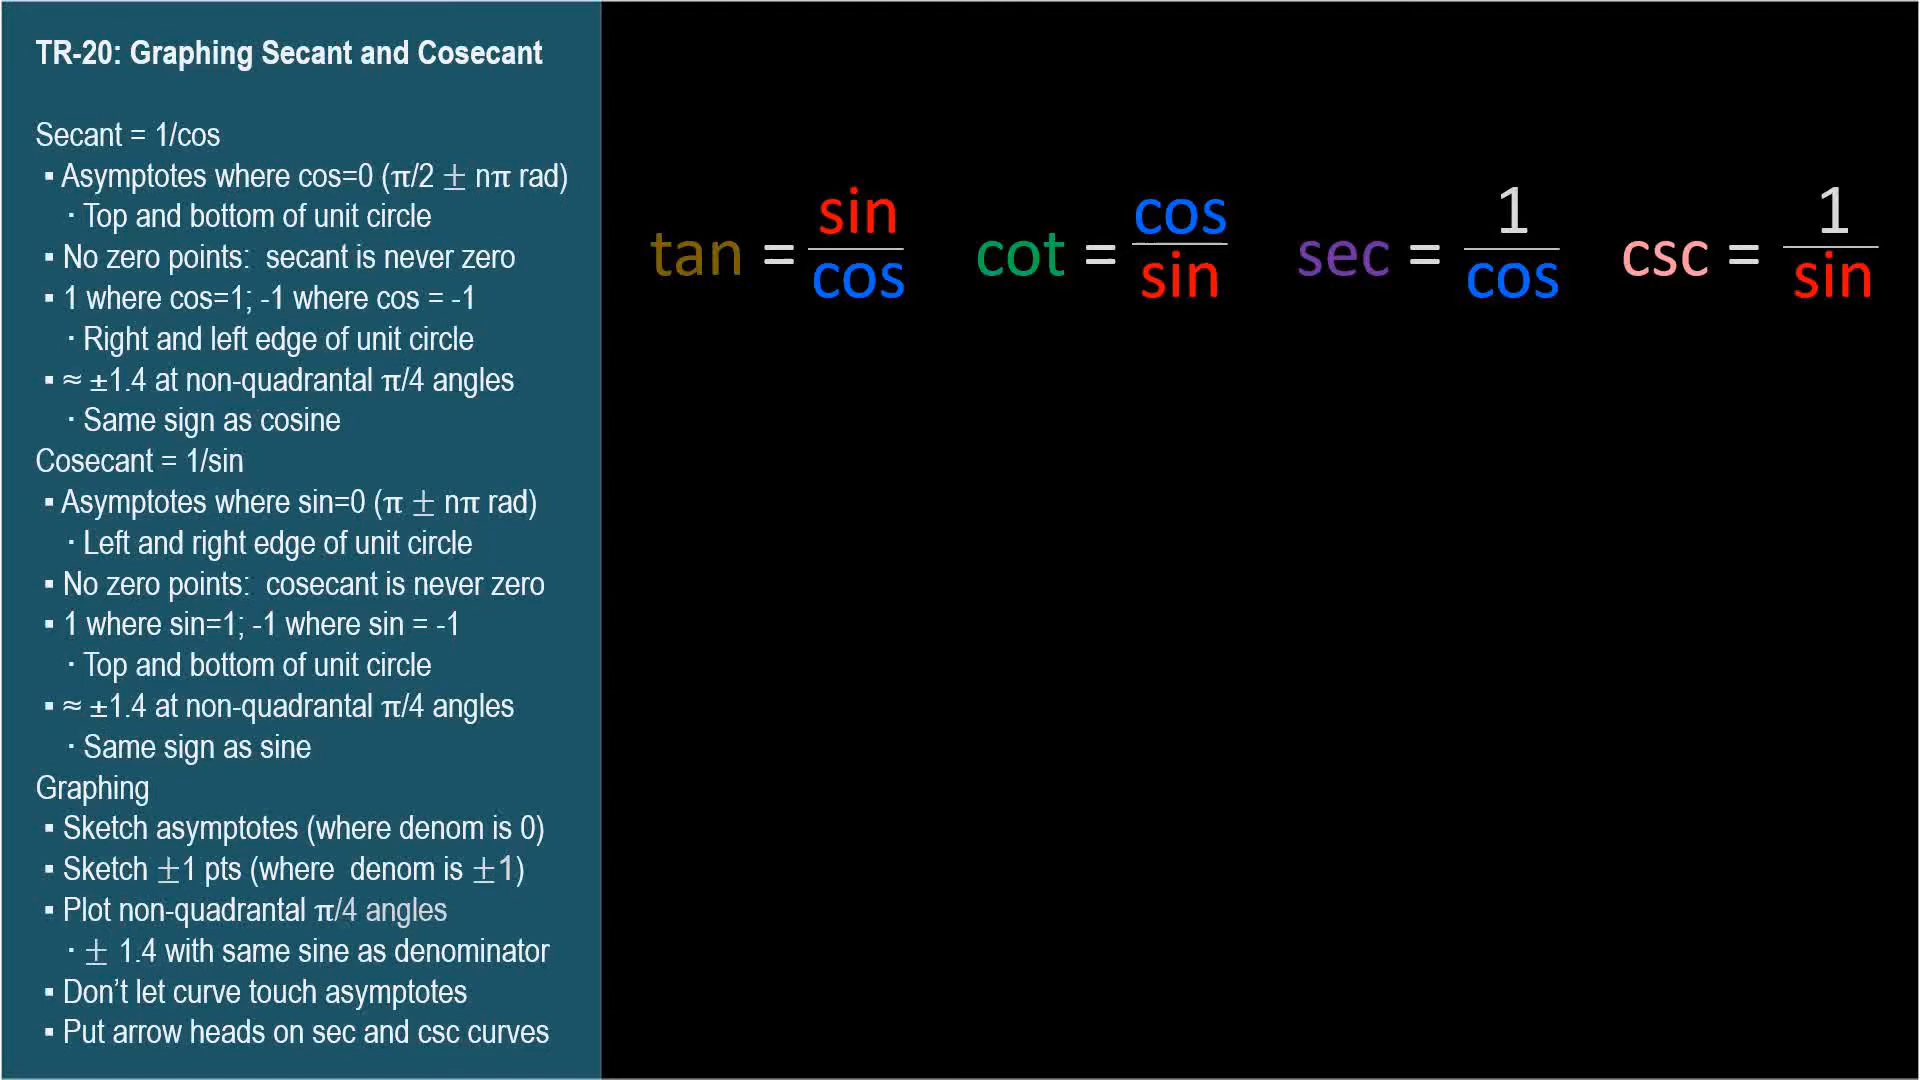 TR-20: Graphing Secant and Cosecant
Secant = 1/cos
▪ Asymptotes where cos=0 (π/2 ± nπ rad)
· Top and bottom of unit circle
▪ No zero points:  secant is never zero
▪ 1 where cos=1; -1 where cos = -1
· Right and left edge of unit circle
▪ ≈ ±1.4 at non-quadrantal π/4 angles
· Same sign as cosine
Cosecant = 1/sin
▪ Asymptotes where sin=0 (π ± nπ rad)
· Left and right edge of unit circle
▪ No zero points:  cosecant is never zero
▪ 1 where sin=1; -1 where sin = -1
· Top and bottom of unit circle
▪ ≈ ±1.4 at non-quadrantal π/4 angles
· Same sign as sine
Graphing
▪ Sketch asymptotes (where denom is 0)
▪ Sketch ±1 pts (where  denom is ±1)
▪ Plot non-quadrantal π/4 angles
· ± 1.4 with same sine as denominator
▪ Don't let curve touch asymptotes
▪ Put arrow heads on sec and csc curves
tan = sin/cos
cot = cos/sin
sec = 1/cos
csc = 1/sin